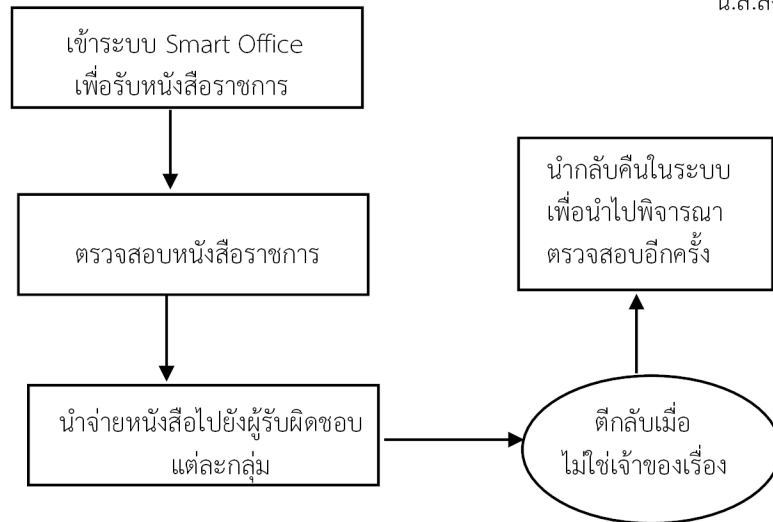 เข้าระบบ Smart Office
เพื่อรับหนังสือราชการ
ตรวจสอบหนังสือราชการ
นำจ่ายหนังสือไปยังผู้รับผิดชอบ
แต่ละกลุ่ม
ตีกลับเมื่อ
ไม่ใช่เจ้าของเรื่อง
นำกลับคืนในระบบ
เพื่อนำไปพิจารณา
ตรวจสอบอีกครั้ง